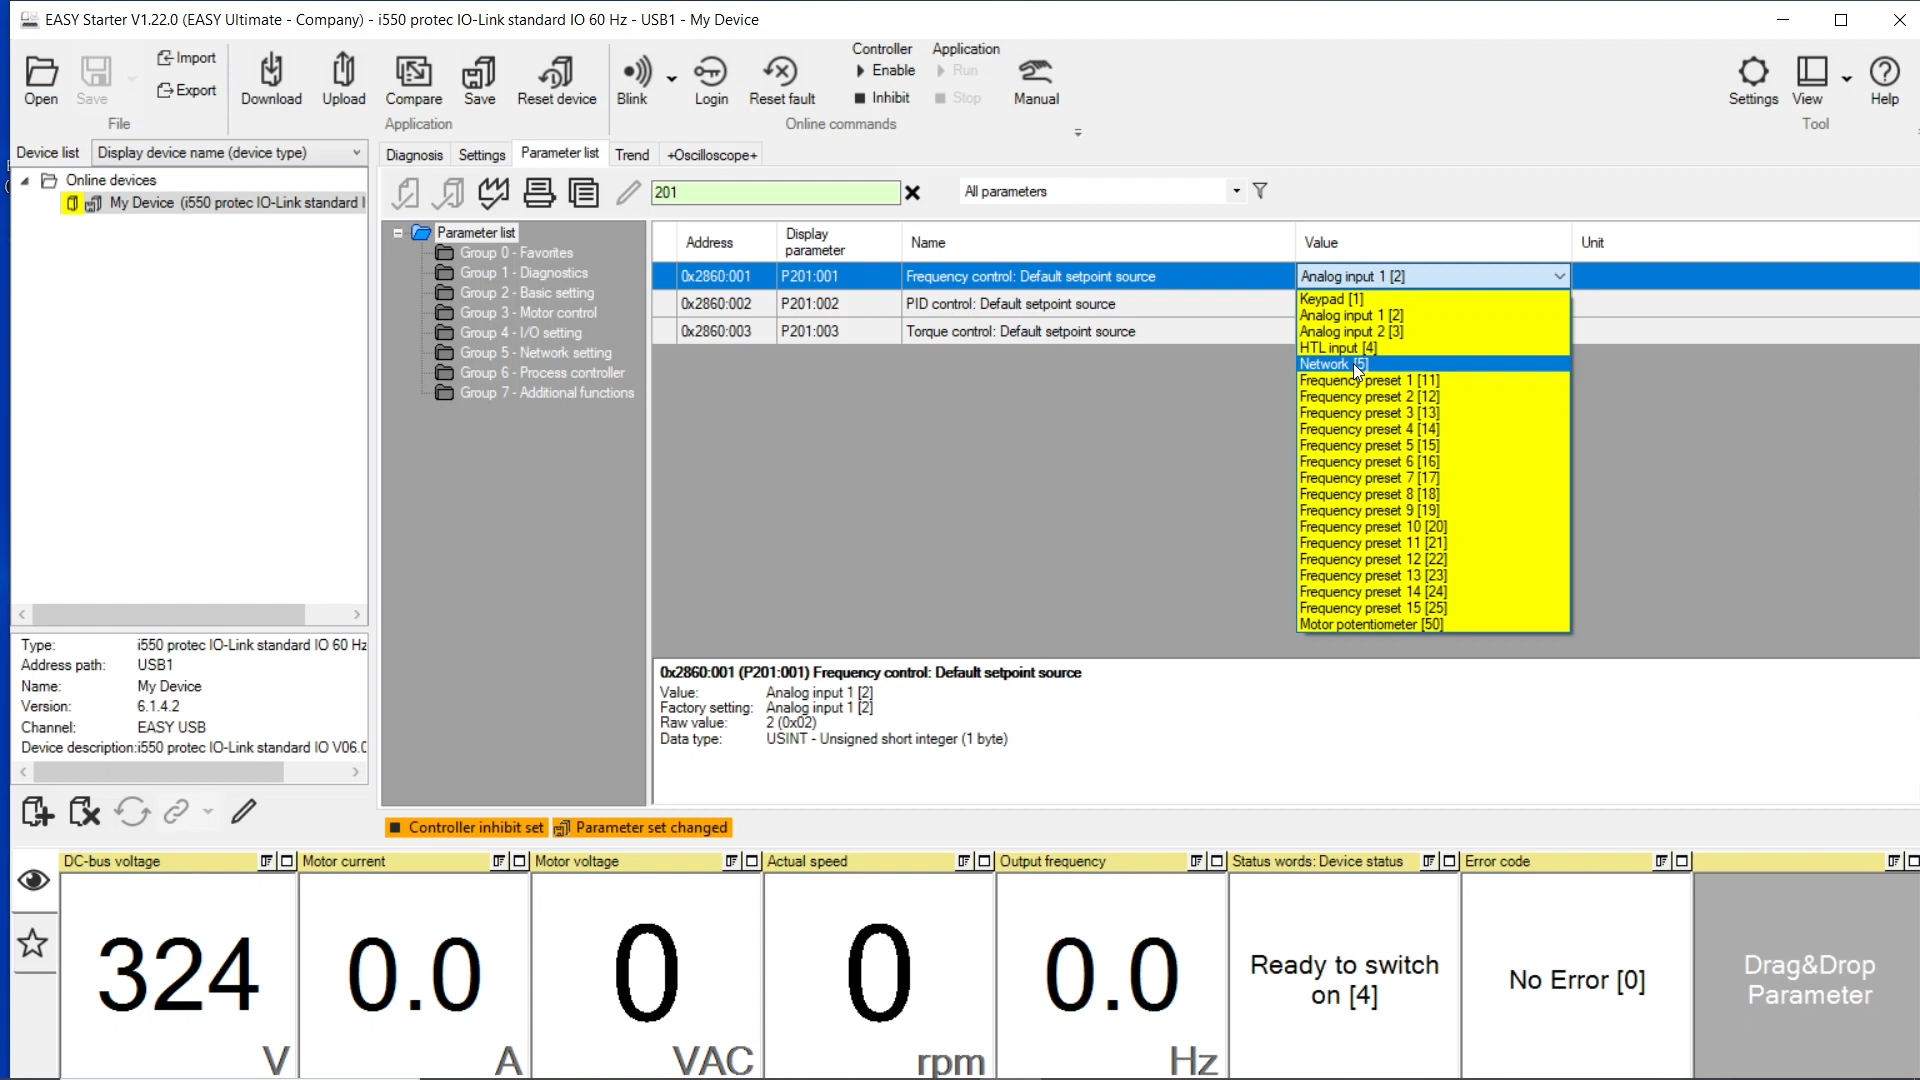 EASY Starter V1.22.0 (EASY Ultimate - Company) - i550 protec IO-Link standard IO 60 Hz - USB1 - My Device
Open
Save
Import
Export
File
Download
Upload
Compare
Save
Reset device
Application
Blink
Login
Reset fault
Controller
Enable
Inhibit
Application
Run
Stop
Manual
Online commands
Settings
View
Help
Tool
Device list
Display device name (device type)
Online devices
My Device (i550 protec IO-Link standard I
Diagnosis
Settings
Parameter list
Trend
+Oscilloscope+
201
All parameters
Parameter list
Group 0 - Favorites
Group 1 - Diagnostics
Group 2 - Basic setting
Group 3 - Motor control
Group 4 - I/O setting
Group 5 - Network setting
Group 6 - Process controller
Group 7 - Additional functions
Address
Display parameter
Name
Value
Unit
0x2860:001 P201:001 Frequency control: Default setpoint source Analog input 1 [2]
0x2860:002 P201:002 PID control: Default setpoint source
0x2860:003 P201:003 Torque control: Default setpoint source
Keypad [1]
Analog input 1 [2]
Analog input 2 [3]
HTL input [4]
Network [5]
Frequency preset 1 [11]
Frequency preset 2 [12]
Frequency preset 3 [13]
Frequency preset 4 [14]
Frequency preset 5 [15]
Frequency preset 6 [16]
Frequency preset 7 [17]
Frequency preset 8 [18]
Frequency preset 9 [19]
Frequency preset 10 [20]
Frequency preset 11 [21]
Frequency preset 12 [22]
Frequency preset 13 [23]
Frequency preset 14 [24]
Frequency preset 15 [25]
Motor potentiometer [50]
Type: i550 protec IO-Link standard IO 60 Hz
Address path: USB1
Name: My Device
Version: 6.1.4.2
Channel: EASY USB
Device description:i550 protec IO-Link standard IO V06.0
0x2860:001 (P201:001) Frequency control: Default setpoint source
Value: Analog input 1 [2]
Factory setting: Analog input 1 [2]
Raw value: 2 (0x02)
Data type: USINT - Unsigned short integer (1 byte)
Controller inhibit set
Parameter set changed
DC-bus voltage
324
V
Motor current
0.0
A
Motor voltage
0
VAC
Actual speed
0
rpm
Output frequency
0.0
Hz
Status words: Device status
Ready to switch
on [4]
Error code
No Error [0]
Drag&Drop
Parameter